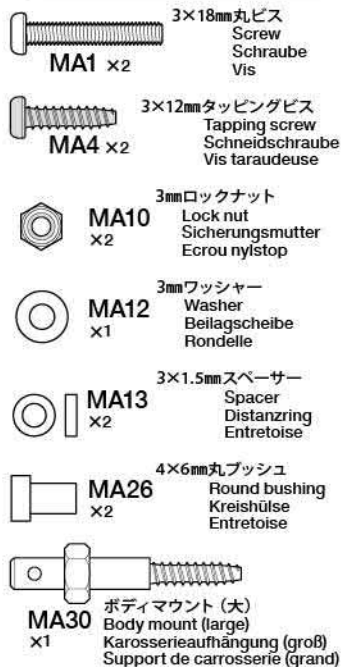 3×18mm丸ビス
Screw
Schraube
Vis
MA1 ×2
3×12mmタッピングビス
Tapping screw
Schneidschraube
Vis taraudeuse
MA4 ×2
3mmロックナット
Lock nut
Sicherungsmutter
Ecrou nylstop
MA10
×2
3mmワッシャー
Washer
Beilagscheibe
Rondelle
MA12
×1
3×1.5mmスペーサー
Spacer
Distanzring
Entretoise
MA13
×2
4×6mm丸ブッシュ
Round bushing
Kreishülse
Entretoise
MA26
×2
ボディマウント（大）
Body mount (large)
Karosserieaufhängung (groß)
Support de carrosserie (grand)
MA30
×1